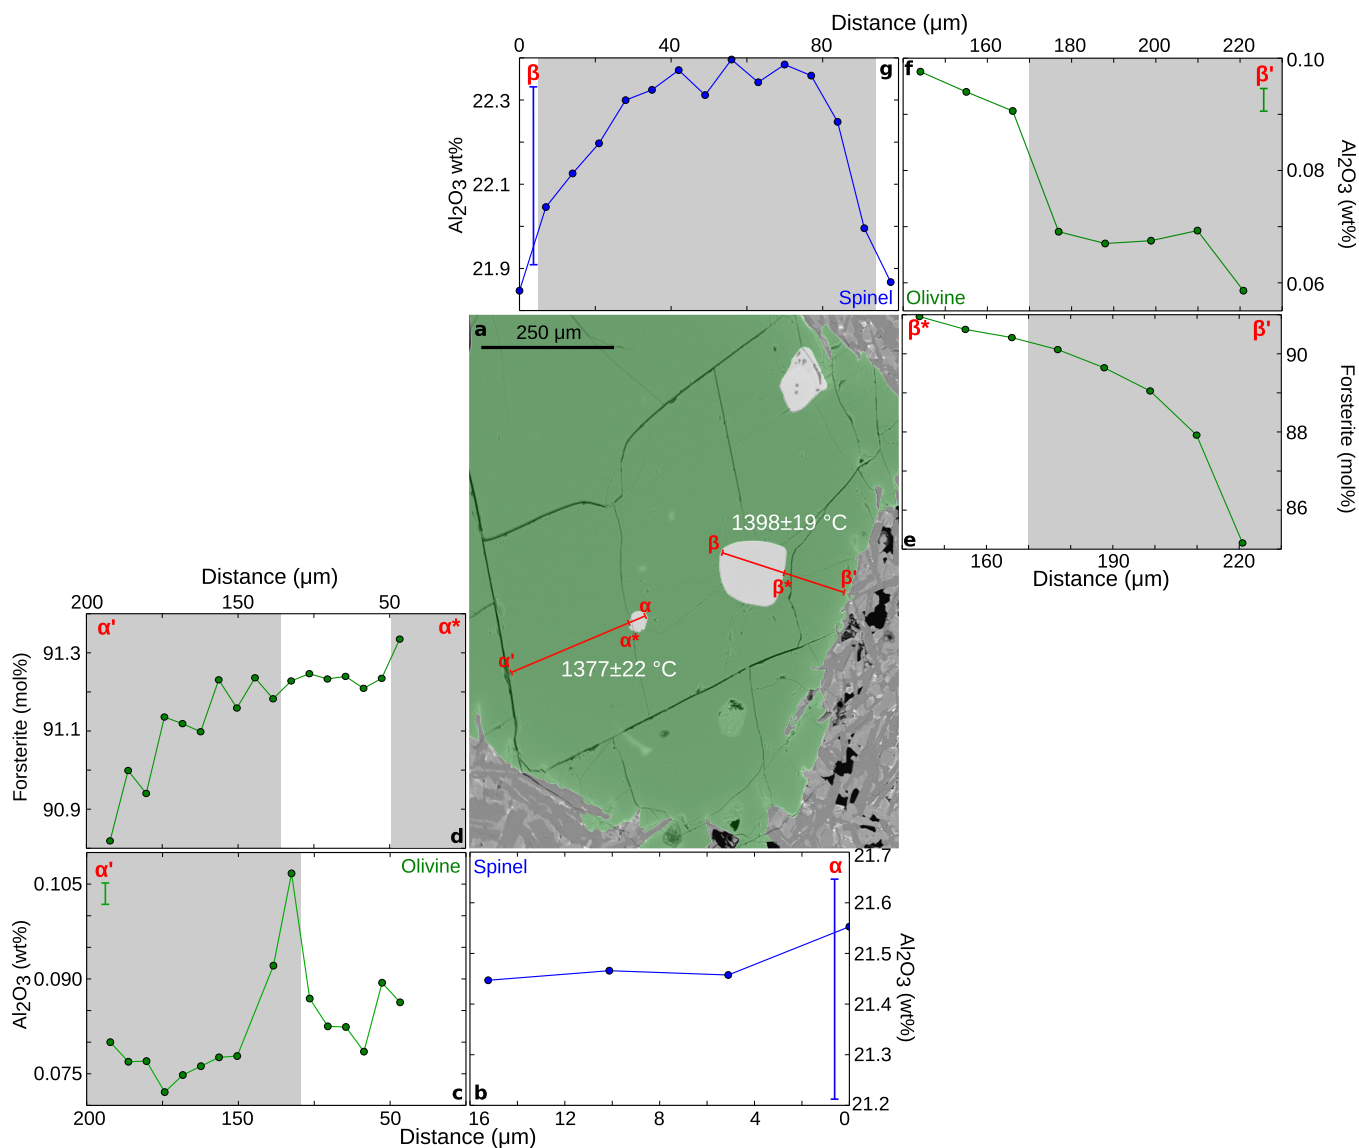 Distance (μm)
0 40 80 160 180 200 220
β g f β' 0.10
22.3
22.1
21.9
Al2O3 wt%
0.08
0.06
Al2O3 (wt%)
Spinel Olivine
a 250 μm
β* β'
90
88
86
Forsterite (mol%)
e
160 190 220
Distance (μm)
1398±19 °C
β
β*
β'
α
α*
α'
1377±22 °C
Distance (μm)
200 150 50
α' α*
91.3
91.1
90.9
Forsterite (mol%)
d
α' Olivine
0.105
0.090
0.075
Al2O3 (wt%)
c
200 150 50
Spinel α 21.7
21.6
21.5
21.4
21.3
21.2
Al2O3 (wt%)
b
16 12 8 4 0
Distance (μm)